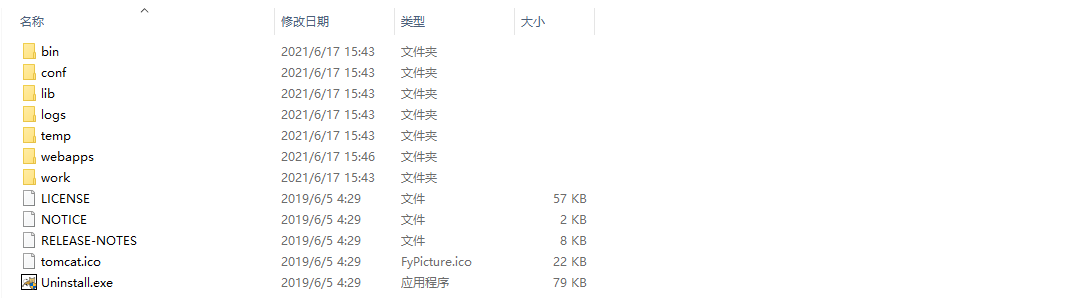 名称 修改日期 类型 大小
bin 2021/6/17 15:43 文件夹
conf 2021/6/17 15:43 文件夹
lib 2021/6/17 15:43 文件夹
logs 2021/6/17 15:43 文件夹
temp 2021/6/17 15:43 文件夹
webapps 2021/6/17 15:46 文件夹
work 2021/6/17 15:43 文件夹
LICENSE 2019/6/5 4:29 文件 57 KB
NOTICE 2019/6/5 4:29 文件 2 KB
RELEASE-NOTES 2019/6/5 4:29 文件 8 KB
tomcat.ico 2019/6/5 4:29 FyPicture.ico 22 KB
Uninstall.exe 2019/6/5 4:29 应用程序 79 KB